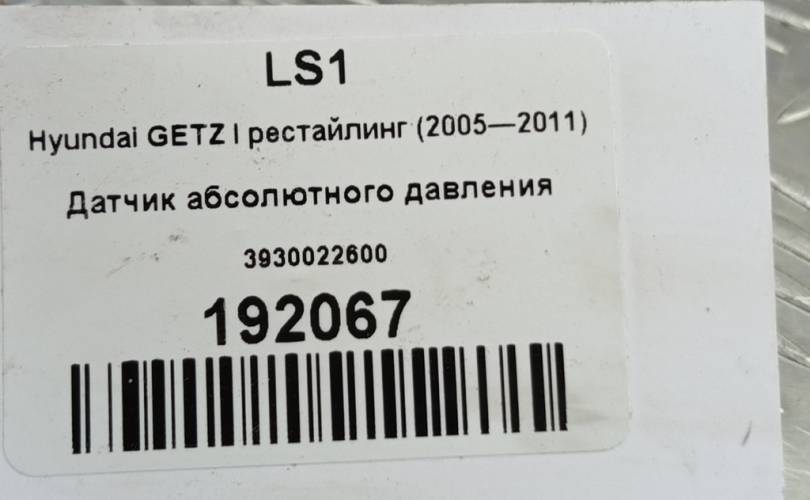 LS1
Hyundai GETZ I рестайлинг (2005—2011)
Датчик абсолютного давления
3930022600
192067